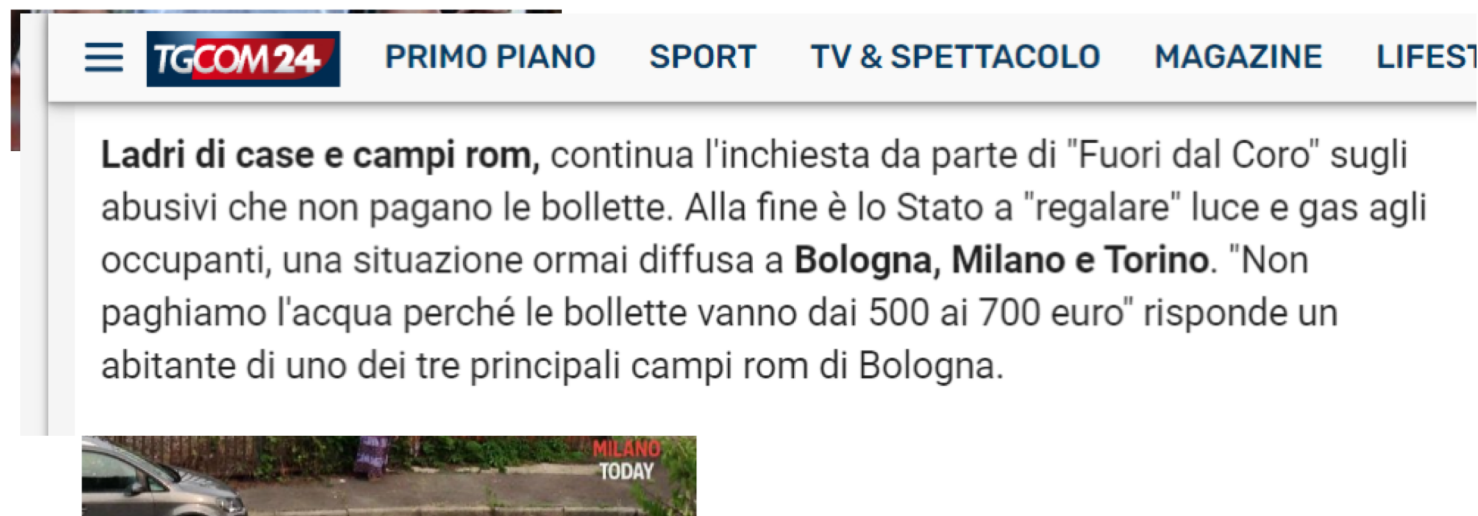 TGCOM24 PRIMO PIANO SPORT TV & SPETTACOLO MAGAZINE
Ladri di case e campi rom, continua l'inchiesta da parte di "Fuori dal Coro" sugli
abusivi che non pagano le bollette. Alla fine è lo Stato a "regalare" luce e gas agli
occupanti, una situazione ormai diffusa a Bologna, Milano e Torino. "Non
paghiamo l'acqua perché le bollette vanno dai 500 ai 700 euro" risponde un
abitante di uno dei tre principali campi rom di Bologna.
MILANO
TODAY